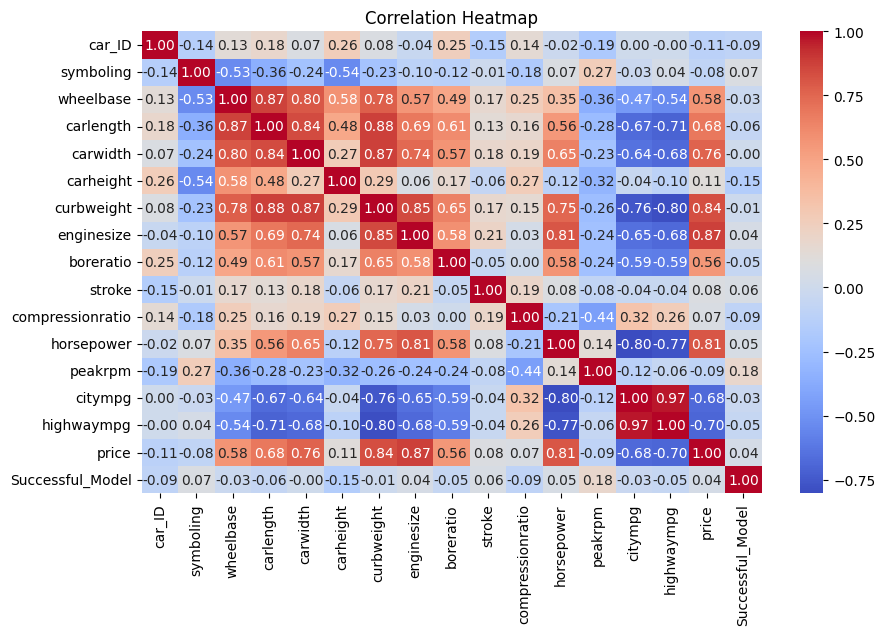 Correlation Heatmap
car_ID 1.00 -0.14 0.13 0.18 0.07 0.26 0.08 -0.04 0.25 -0.15 0.14 -0.02 -0.19 0.00 -0.00 -0.11 -0.09
symboling -0.14 1.00 -0.53 -0.36 -0.24 -0.54 -0.23 -0.10 -0.12 -0.01 -0.18 0.07 0.27 -0.03 0.04 -0.08 0.07
wheelbase 0.13 -0.53 1.00 0.87 0.80 0.58 0.78 0.57 0.49 0.17 0.25 0.35 -0.36 -0.47 -0.54 0.58 -0.03
carlength 0.18 -0.36 0.87 1.00 0.84 0.48 0.88 0.69 0.61 0.13 0.16 0.56 -0.28 -0.67 -0.71 0.68 -0.06
carwidth 0.07 -0.24 0.80 0.84 1.00 0.27 0.87 0.74 0.57 0.18 0.19 0.65 -0.23 -0.64 -0.68 0.76 -0.00
carheight 0.26 -0.54 0.58 0.48 0.27 1.00 0.29 0.06 0.17 -0.06 0.27 -0.12 -0.32 -0.04 -0.10 0.11 -0.15
curbweight 0.08 -0.23 0.78 0.88 0.87 0.29 1.00 0.85 0.65 0.17 0.15 0.75 -0.26 -0.76 -0.80 0.84 -0.01
enginesize -0.04 -0.10 0.57 0.69 0.74 0.06 0.85 1.00 0.58 0.21 0.03 0.81 -0.24 -0.65 -0.68 0.87 0.04
boreratio 0.25 -0.12 0.49 0.61 0.57 0.17 0.65 0.58 1.00 -0.05 0.00 0.58 -0.24 -0.59 -0.59 0.56 -0.05
stroke -0.15 -0.01 0.17 0.13 0.18 -0.06 0.17 0.21 -0.05 1.00 0.19 0.08 -0.08 -0.04 -0.04 0.08 0.06
compressionratio 0.14 -0.18 0.25 0.16 0.19 0.27 0.15 0.03 0.00 0.19 1.00 -0.21 -0.44 0.32 0.26 0.07 -0.09
horsepower -0.02 0.07 0.35 0.56 0.65 -0.12 0.75 0.81 0.58 0.08 -0.21 1.00 0.14 -0.80 -0.77 0.81 0.05
peakrpm -0.19 0.27 -0.36 -0.28 -0.23 -0.32 -0.26 -0.24 -0.24 -0.08 -0.44 0.14 1.00 -0.12 -0.06 -0.09 0.18
citympg 0.00 -0.03 -0.47 -0.67 -0.64 -0.04 -0.76 -0.65 -0.59 -0.04 0.32 -0.80 -0.12 1.00 0.97 -0.68 -0.03
highwaympg -0.00 0.04 -0.54 -0.71 -0.68 -0.10 -0.80 -0.68 -0.59 -0.04 0.26 -0.77 -0.06 0.97 1.00 -0.70 -0.05
price -0.11 -0.08 0.58 0.68 0.76 0.11 0.84 0.87 0.56 0.08 0.07 0.81 -0.09 -0.68 -0.70 1.00 0.04
Successful_Model -0.09 0.07 -0.03 -0.06 -0.00 -0.15 -0.01 0.04 -0.05 0.06 -0.09 0.05 0.18 -0.03 -0.05 0.04 1.00
car_ID
symboling
wheelbase
carlength
carwidth
carheight
curbweight
enginesize
boreratio
stroke
compressionratio
horsepower
peakrpm
citympg
highwaympg
price
Successful_Model
1.00
0.75
0.50
0.25
0.00
−0.25
−0.50
−0.75